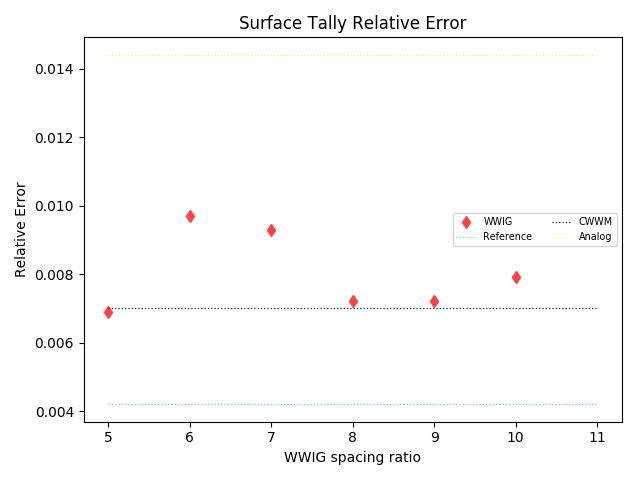 Surface Tally Relative Error
Relative Error
0.014
0.012
0.010
0.008
0.006
0.004
WWIG
Reference
CWWM
Analog
5 6 7 8 9 10 11
WWIG spacing ratio